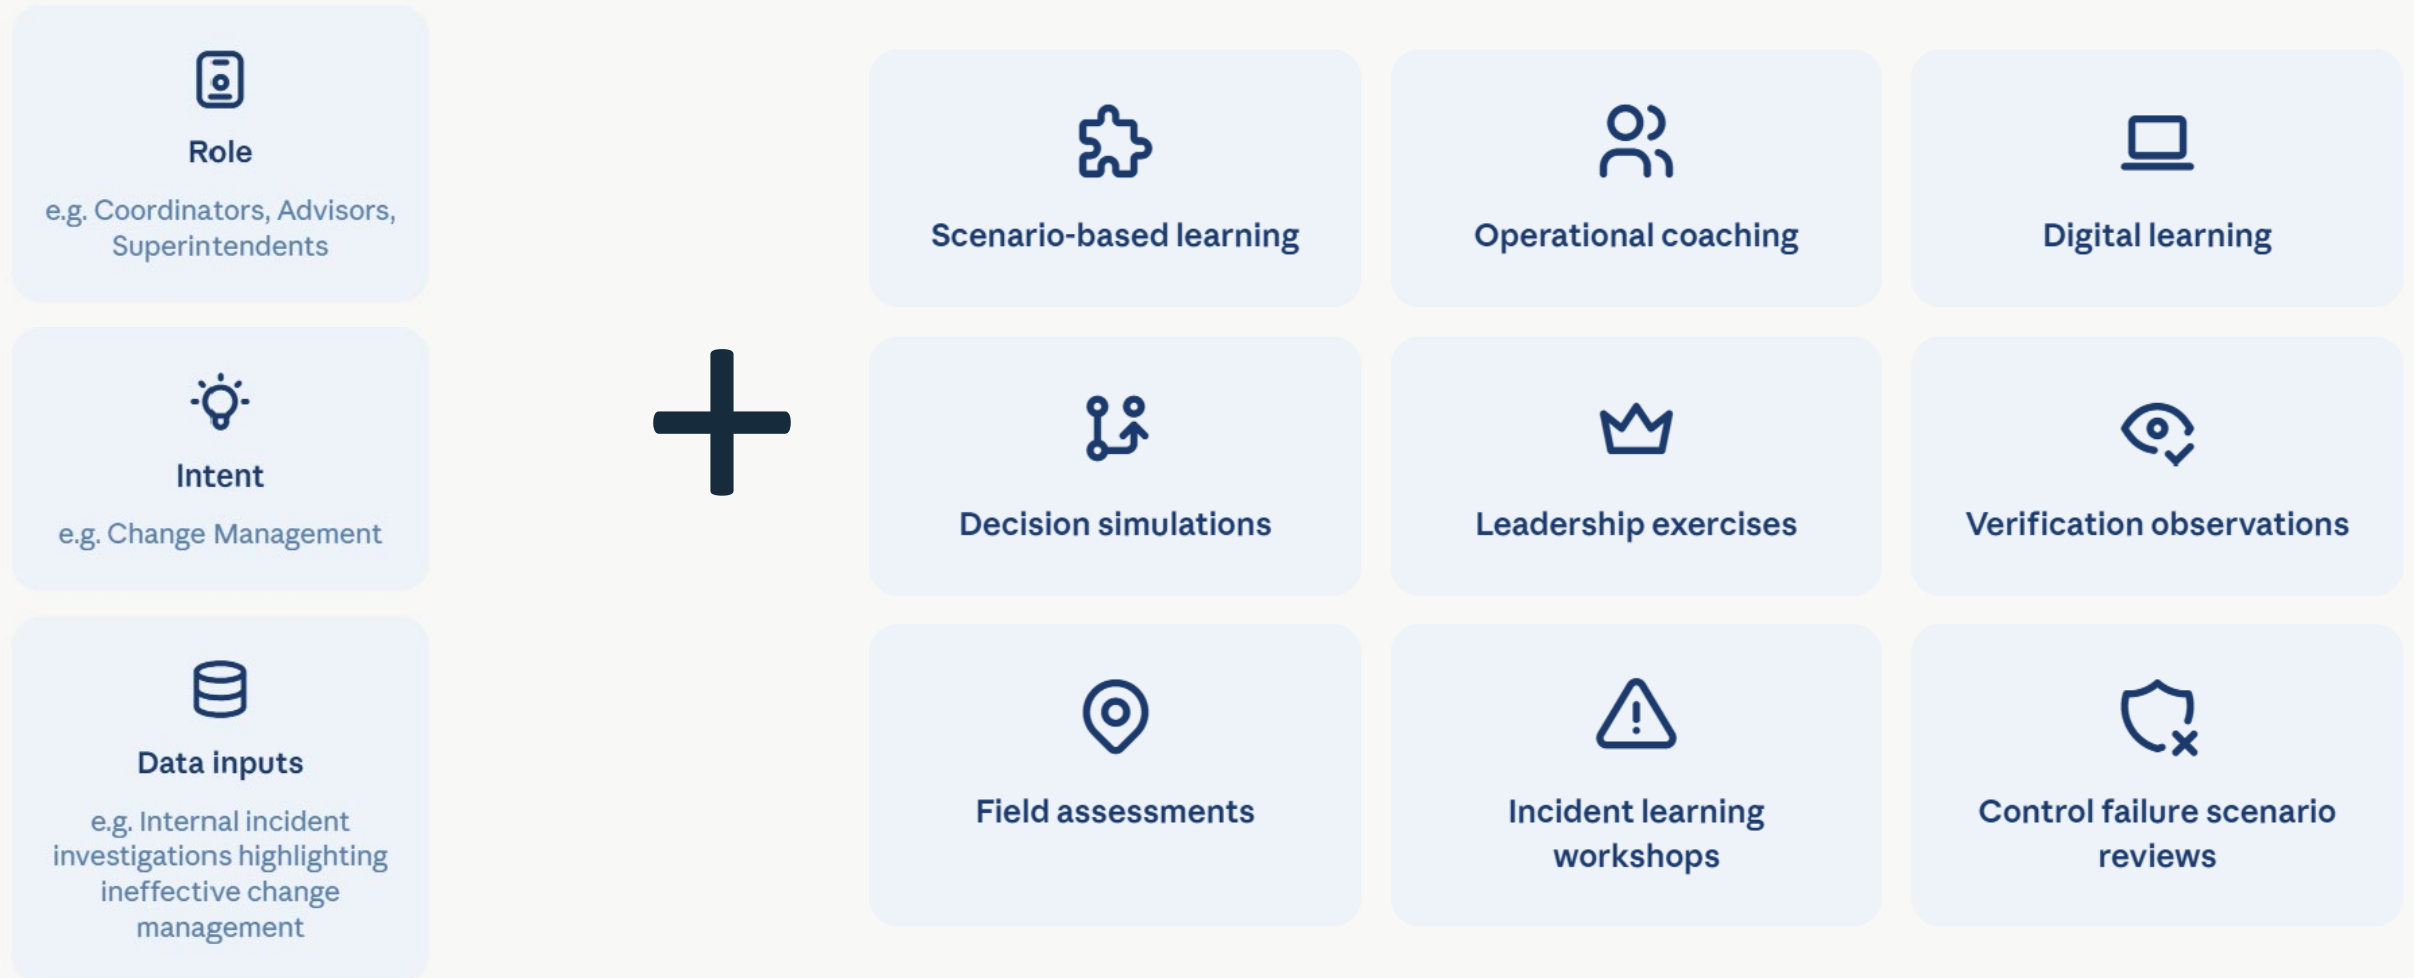 Role
e.g. Coordinators, Advisors,
Superintendents
Intent
e.g. Change Management
Data inputs
e.g. Internal incident
investigations highlighting
ineffective change
management
Scenario-based learning
Operational coaching
Digital learning
Decision simulations
Leadership exercises
Verification observations
Field assessments
Incident learning
workshops
Control failure scenario
reviews